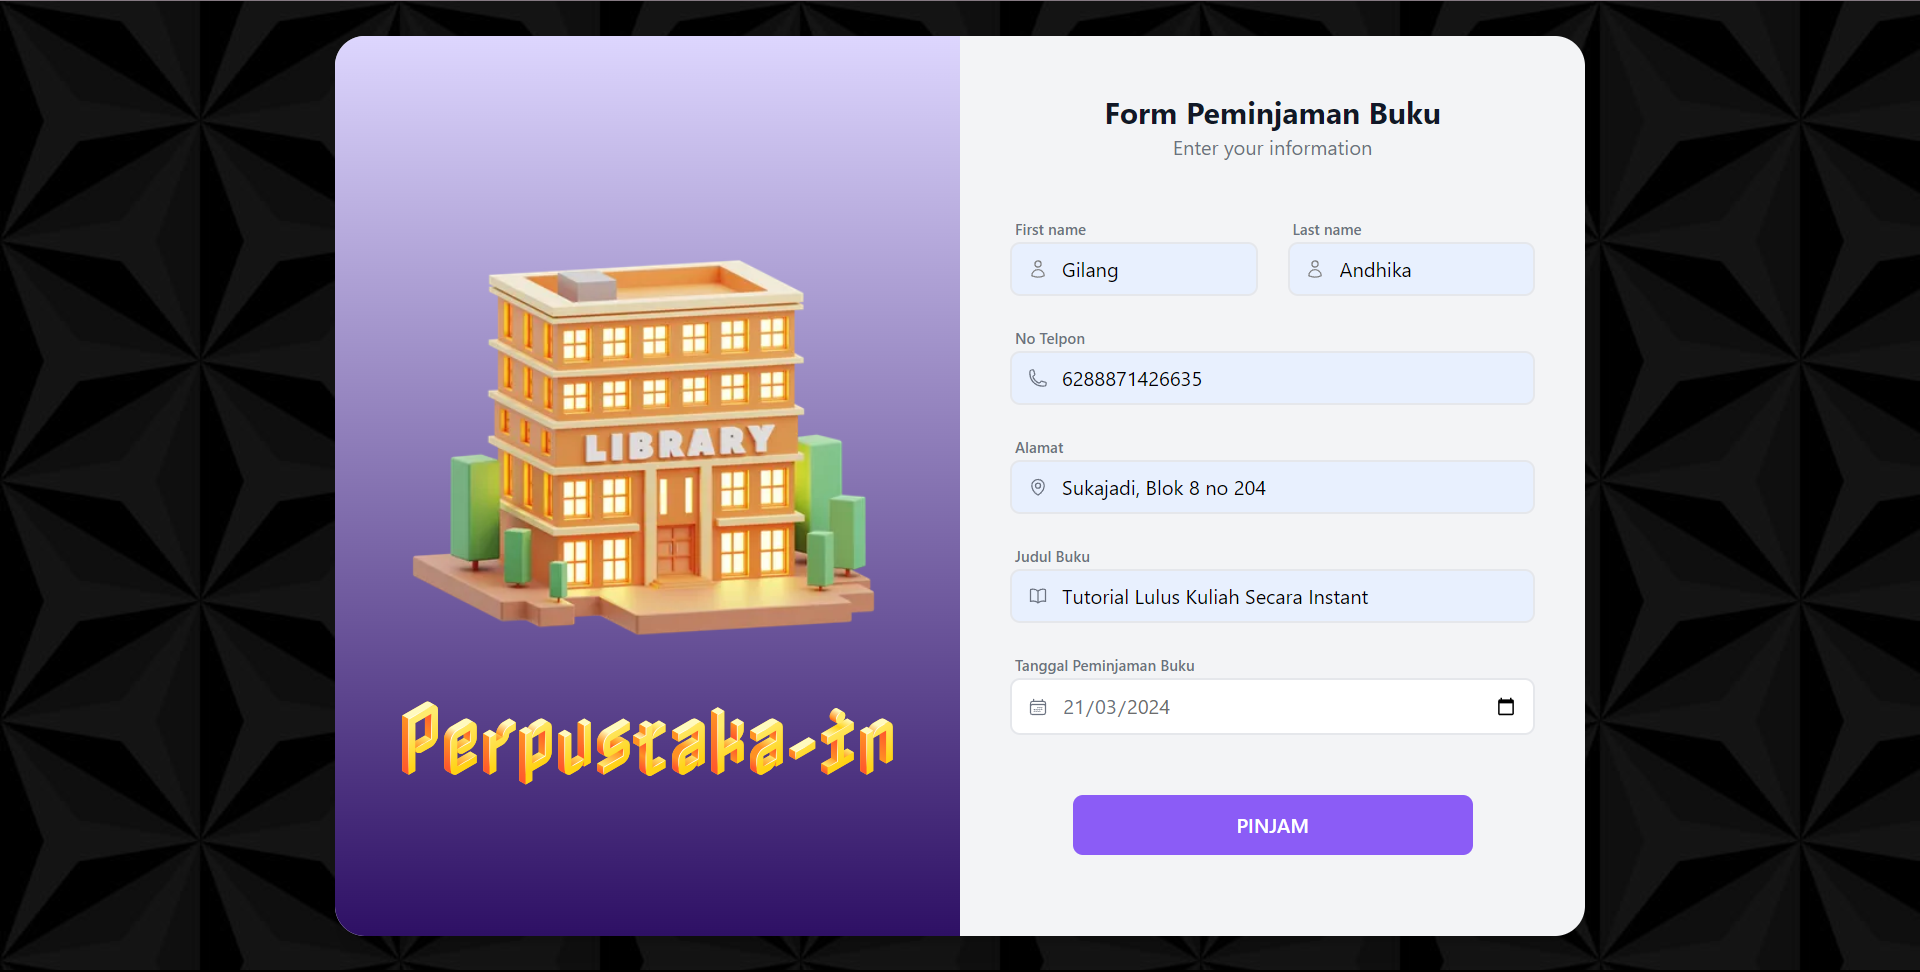 LIBRARY
Perpustaka-in
Form Peminjaman Buku
Enter your information
First name
Last name
Gilang
Andhika
No Telpon
6288871426635
Alamat
Sukajadi, Blok 8 no 204
Judul Buku
Tutorial Lulus Kuliah Secara Instant
Tanggal Peminjaman Buku
21/03/2024
PINJAM